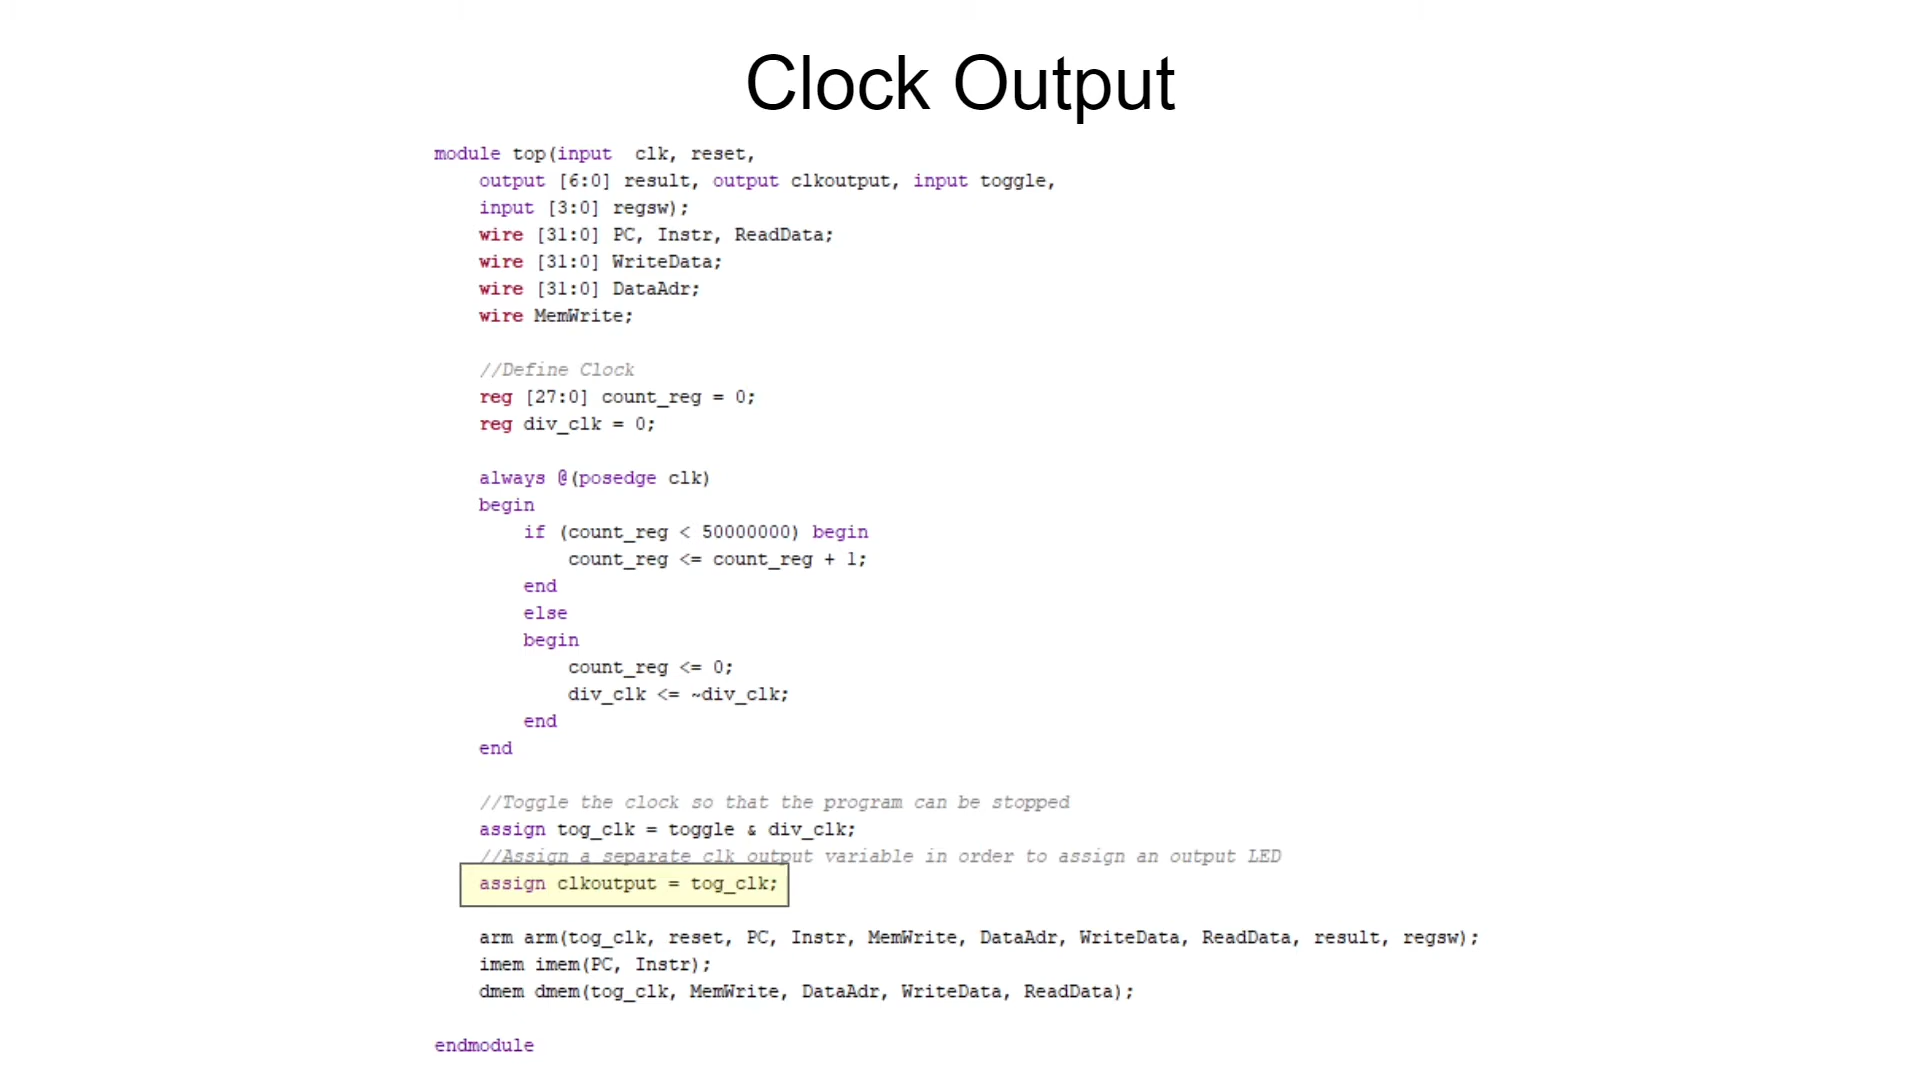 Clock Output
module top(input  clk, reset,
    output [6:0] result, output clkoutput, input toggle,
    input [3:0] regsw);
    wire [31:0] PC, Instr, ReadData;
    wire [31:0] WriteData;
    wire [31:0] DataAdr;
    wire MemWrite;
    //Define Clock
    reg [27:0] count_reg = 0;
    reg div_clk = 0;
    always @(posedge clk)
    begin
        if (count_reg < 50000000) begin
            count_reg <= count_reg + 1;
        end
        else
        begin
            count_reg <= 0;
            div_clk <= ~div_clk;
        end
    end
    //Toggle the clock so that the program can be stopped
    assign tog_clk = toggle & div_clk;
    //Assign a separate clk output variable in order to assign an output LED
    assign clkoutput = tog_clk;
    arm arm(tog_clk, reset, PC, Instr, MemWrite, DataAdr, WriteData, ReadData, result, regsw);
    imem imem(PC, Instr);
    dmem dmem(tog_clk, MemWrite, DataAdr, WriteData, ReadData);
endmodule